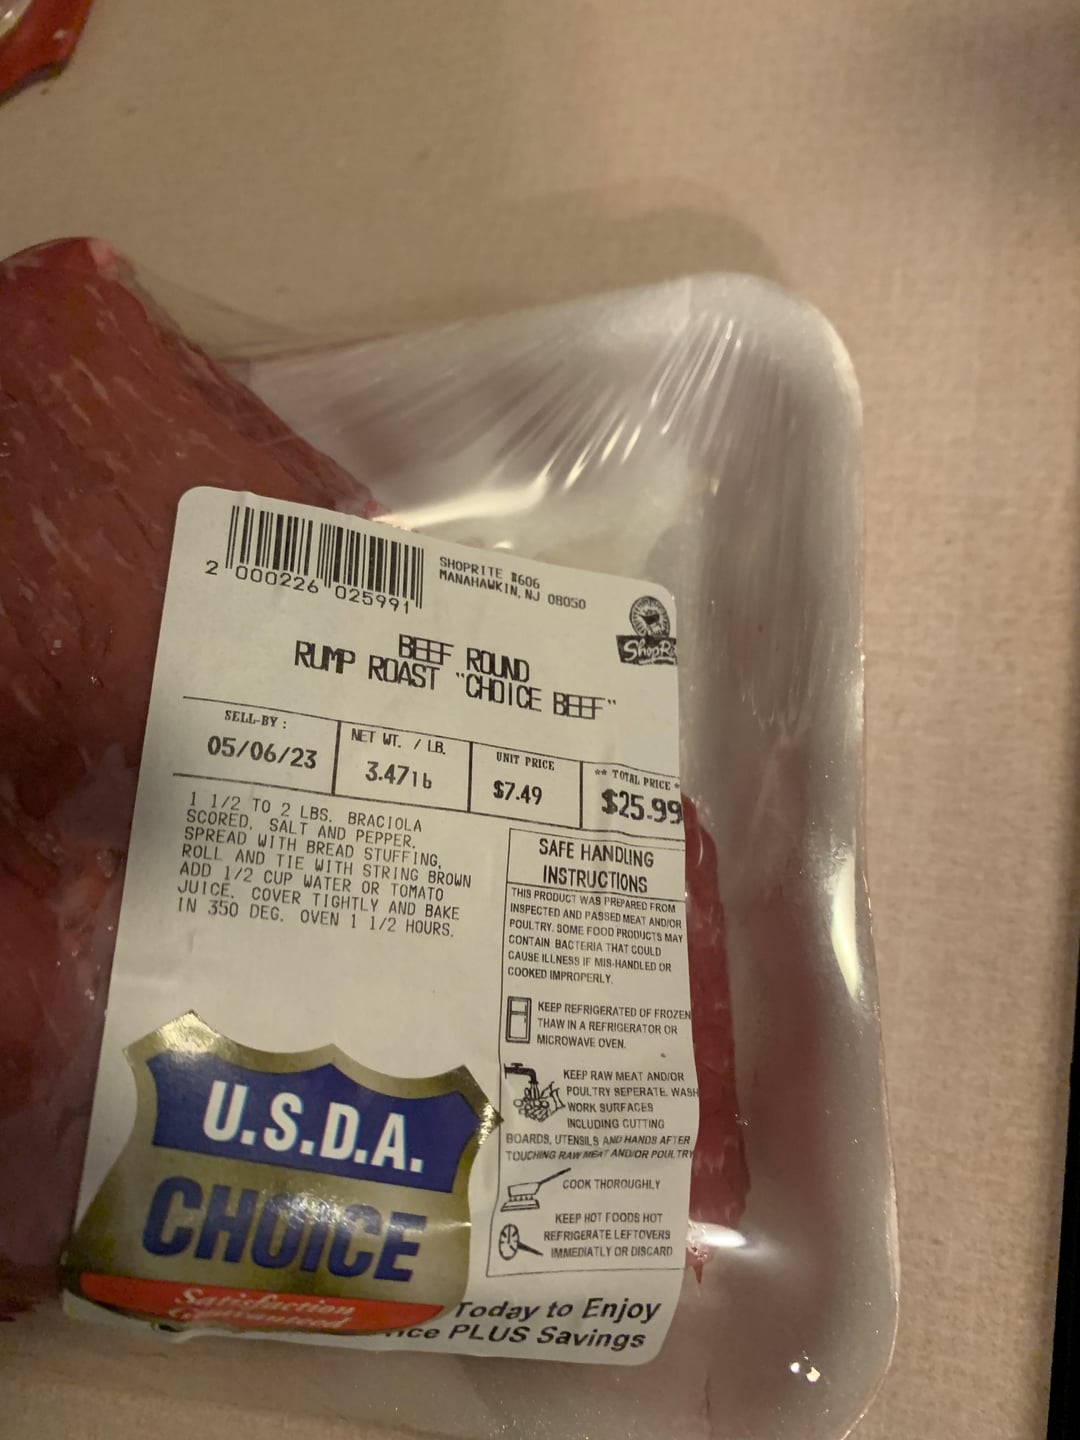 2 000226 025991
SHOPRITE #606
MANAHAWKIN, NJ 08050
ShopRi
BEEF ROUND
RUMP ROAST "CHOICE BEEF"
SELL-BY :
05/06/23
NET WT. / LB.
3.47lb
UNIT PRICE
$7.49
** TOTAL PRICE *
$25.99
1 1/2 TO 2 LBS. BRACIOLA
SCORED. SALT AND PEPPER.
SPREAD WITH BREAD STUFFING,
ROLL AND TIE WITH STRING BROWN
ADD 1/2 CUP WATER OR TOMATO
JUICE. COVER TIGHTLY AND BAKE
IN 350 DEG. OVEN 1 1/2 HOURS.
SAFE HANDLING
INSTRUCTIONS
THIS PRODUCT WAS PREPARED FROM
INSPECTED AND PASSED MEAT AND/OR
POULTRY. SOME FOOD PRODUCTS MAY
CONTAIN BACTERIA THAT COULD
CAUSE ILLNESS IF MIS-HANDLED OR
COOKED IMPROPERLY.
KEEP REFRIGERATED OF FROZEN
THAW IN A REFRIGERATOR OR
MICROWAVE OVEN.
KEEP RAW MEAT AND/OR
POULTRY SEPERATE. WASH
WORK SURFACES
INCLUDING CUTTING
BOARDS, UTENSILS AND HANDS AFTER
TOUCHING RAW MEAT AND/OR POULTRY
COOK THOROUGHLY
KEEP HOT FOODS HOT
REFRIGERATE LEFTOVERS
IMMEDIATLY OR DISCARD
U.S.D.A.
CHOICE
Satisfaction
Guaranteed
Today to Enjoy
ice PLUS Savings